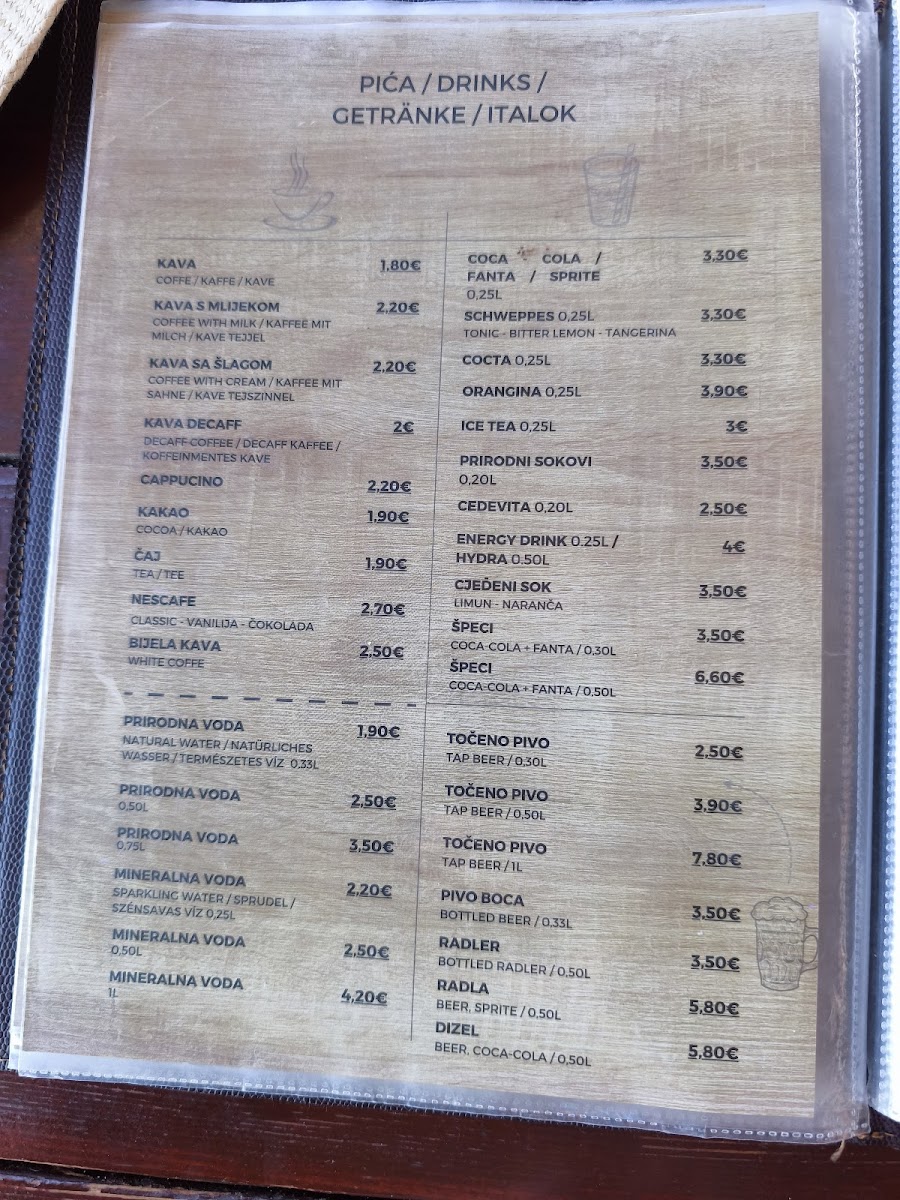 PIĆA / DRINKS /
GETRÄNKE / ITALOK
KAVA 1,80€
COFFE / KAFFE / KAVE
KAVA S MLIJEKOM 2,20€
COFFEE WITH MILK / KAFFEE MIT
MILCH / KAVE TEJJEL
KAVA SA ŠLAGOM 2,20€
COFFEE WITH CREAM / KAFFEE MIT
SAHNE / KAVE TEJSZINNEL
KAVA DECAFF 2€
DECAFF COFFEE / DECAFF KAFFEE /
KOFFEINMENTES KAVE
CAPPUCINO 2,20€
KAKAO 1,90€
COCOA / KAKAO
ČAJ 1,90€
TEA / TEE
NESCAFE 2,70€
CLASSIC - VANILIJA - ČOKOLADA
BIJELA KAVA 2,50€
WHITE COFFE
PRIRODNA VODA 1,90€
NATURAL WATER / NATÜRLICHES
WASSER / TERMÉSZETES VÍZ 0,33L
PRIRODNA VODA 2,50€
0,50L
PRIRODNA VODA 3,50€
0,75L
MINERALNA VODA 2,20€
SPARKLING WATER / SPRUDEL /
SZÉNSAVAS VÍZ 0,25L
MINERALNA VODA 2,50€
0,50L
MINERALNA VODA 4,20€
1L
COCA COLA / 3,30€
FANTA / SPRITE
0,25L
SCHWEPPES 0,25L 3,30€
TONIC - BITTER LEMON - TANGERINA
COCTA 0,25L 3,30€
ORANGINA 0,25L 3,90€
ICE TEA 0,25L 3€
PRIRODNI SOKOVI 3,50€
0,20L
CEDEVITA 0,20L 2,50€
ENERGY DRINK 0.25L / 4€
HYDRA 0.50L
CJEĐENI SOK 3,50€
LIMUN - NARANČA
ŠPECI 3,50€
COCA-COLA + FANTA / 0,30L
ŠPECI 6,60€
COCA-COLA + FANTA / 0,50L
TOČENO PIVO 2,50€
TAP BEER / 0,30L
TOČENO PIVO 3,90€
TAP BEER / 0,50L
TOČENO PIVO 7,80€
TAP BEER / 1L
PIVO BOCA 3,50€
BOTTLED BEER / 0,33L
RADLER 3,50€
BOTTLED RADLER / 0,50L
RADLA 5,80€
BEER, SPRITE / 0,50L
DIZEL 5,80€
BEER, COCA-COLA / 0,50L